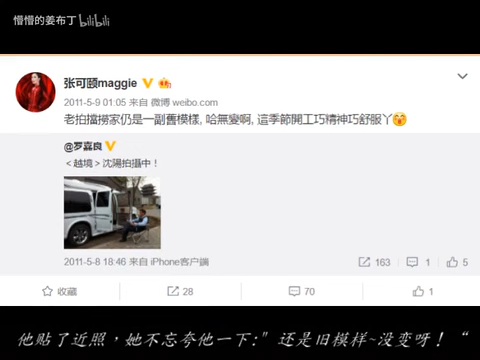 懵懵的姜布丁 bilibili
张可颐maggie
2011-5-9 01:05 来自 微博 weibo.com
老拍擋撈家仍是一副舊模樣, 哈無變啊, 這季節開工巧精神巧舒服丫
@罗嘉良
＜越境＞沈陽拍攝中！
2011-5-8 18:46 来自 iPhone客户端
163 1 5
收藏 28 70 1
他贴了近照，她不忘夸他一下:"还是旧模样~没变呀！“